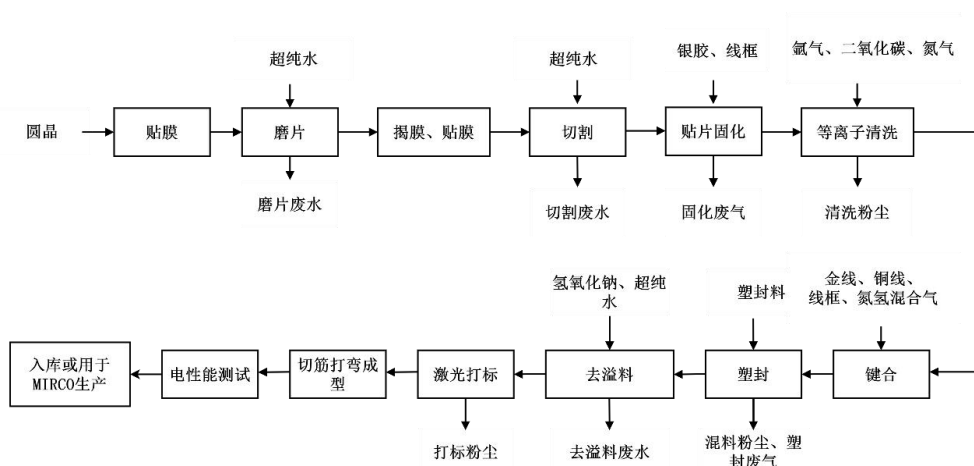 超纯水
超纯水
银胶、线框
氩气、二氧化碳、氮气
圆晶
贴膜
磨片
揭膜、贴膜
切割
贴片固化
等离子清洗
磨片废水
切割废水
固化废气
清洗粉尘
氢氧化钠、超纯
水
塑封料
金线、铜线、
线框、氮氢混合气
入库或用于
MIRCO生产
电性能测试
切筋打弯成
型
激光打标
去溢料
塑封
键合
打标粉尘
去溢料废水
混料粉尘、塑
封废气